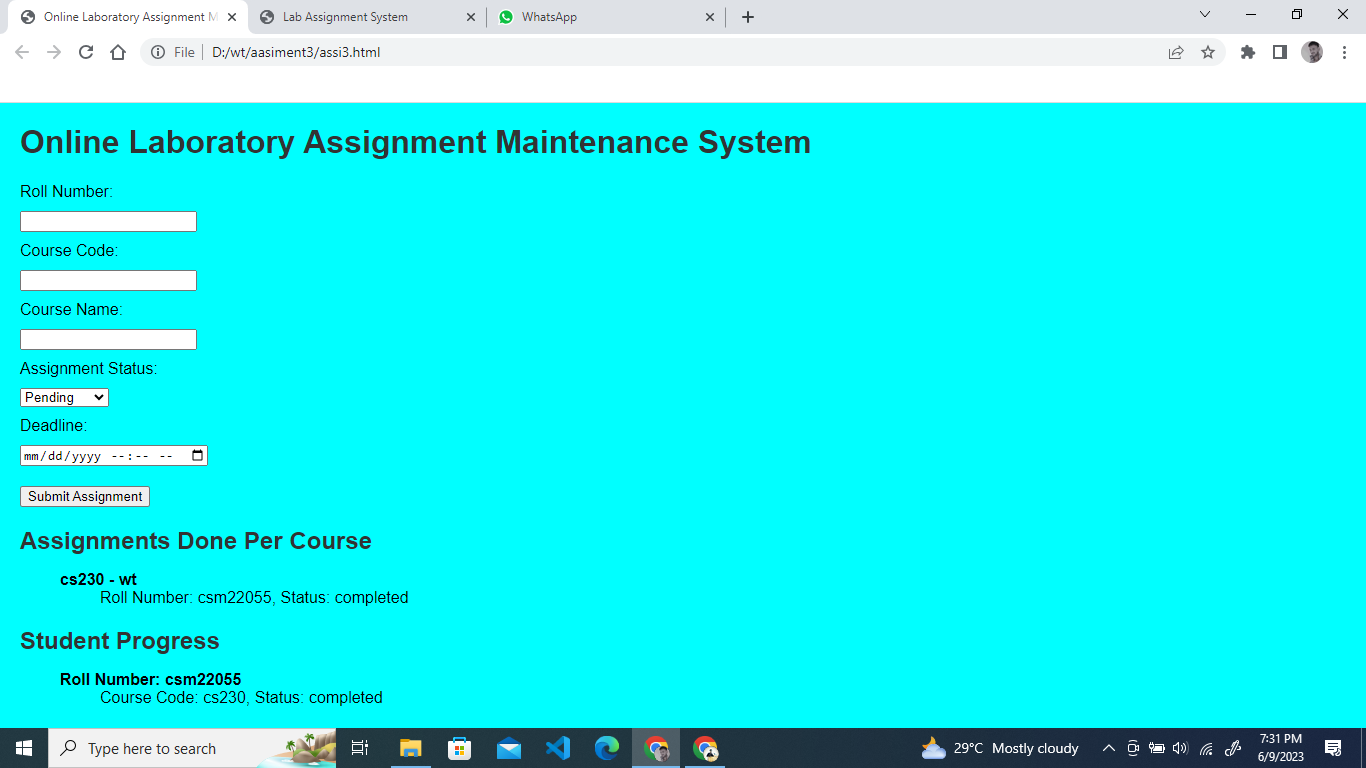 Online Laboratory Assignment M
Lab Assignment System
WhatsApp
File
D:/wt/aasiment3/assi3.html
Online Laboratory Assignment Maintenance System
Roll Number:
Course Code:
Course Name:
Assignment Status:
Pending
Deadline:
mm/dd/yyyy --:-- --
Submit Assignment
Assignments Done Per Course
cs230 - wt
Roll Number: csm22055, Status: completed
Student Progress
Roll Number: csm22055
Course Code: cs230, Status: completed
Type here to search
29°C Mostly cloudy
7:31 PM
6/9/2023